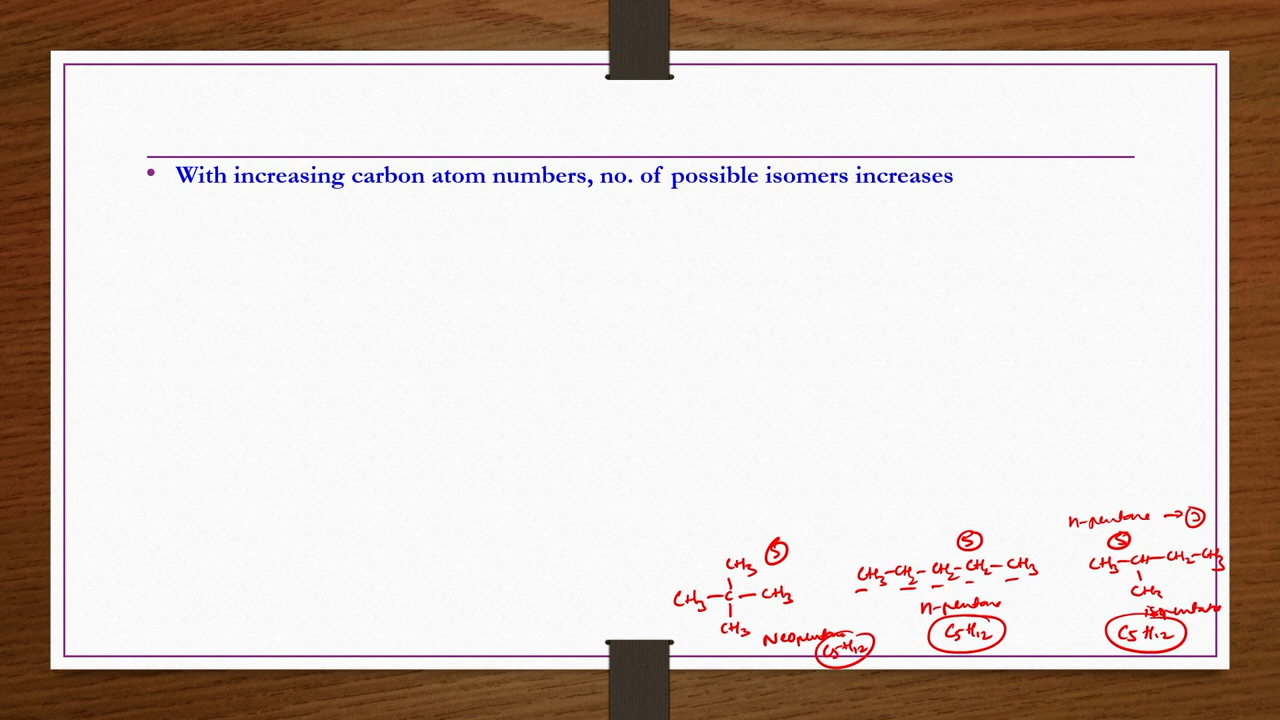 With increasing carbon atom numbers, no. of possible isomers increases
n-pentane → 3
5
CH3
CH3-C-CH3
CH3
Neopentane
C5H12
5
CH3-CH2-CH2-CH2-CH3
n-pentane
C5H12
5
CH3-CH-CH2-CH3
CH3
isopentane
C5H12